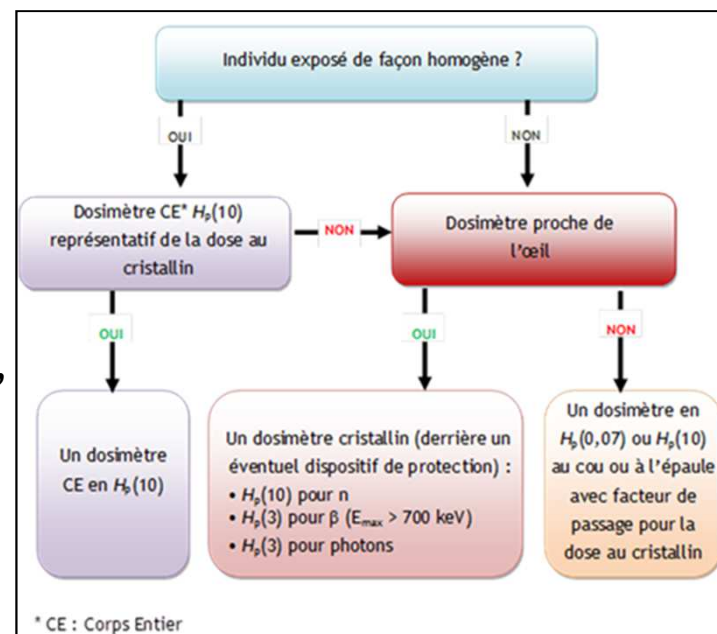 Individu exposé de façon homogène ?
OUI
NON
Dosimètre CE* Hp(10)
représentatif de la dose au
cristallin
NON
Dosimètre proche de
l'œil
OUI
OUI
NON
Un dosimètre
CE en Hp(10)
Un dosimètre cristallin (derrière un
éventuel dispositif de protection) :
• Hp(10) pour n
• Hp(3) pour β (Emax > 700 keV)
• Hp(3) pour photons
Un dosimètre en
Hp(0,07) ou Hp(10)
au cou ou à l'épaule
avec facteur de
passage pour la
dose au cristallin
* CE : Corps Entier
,